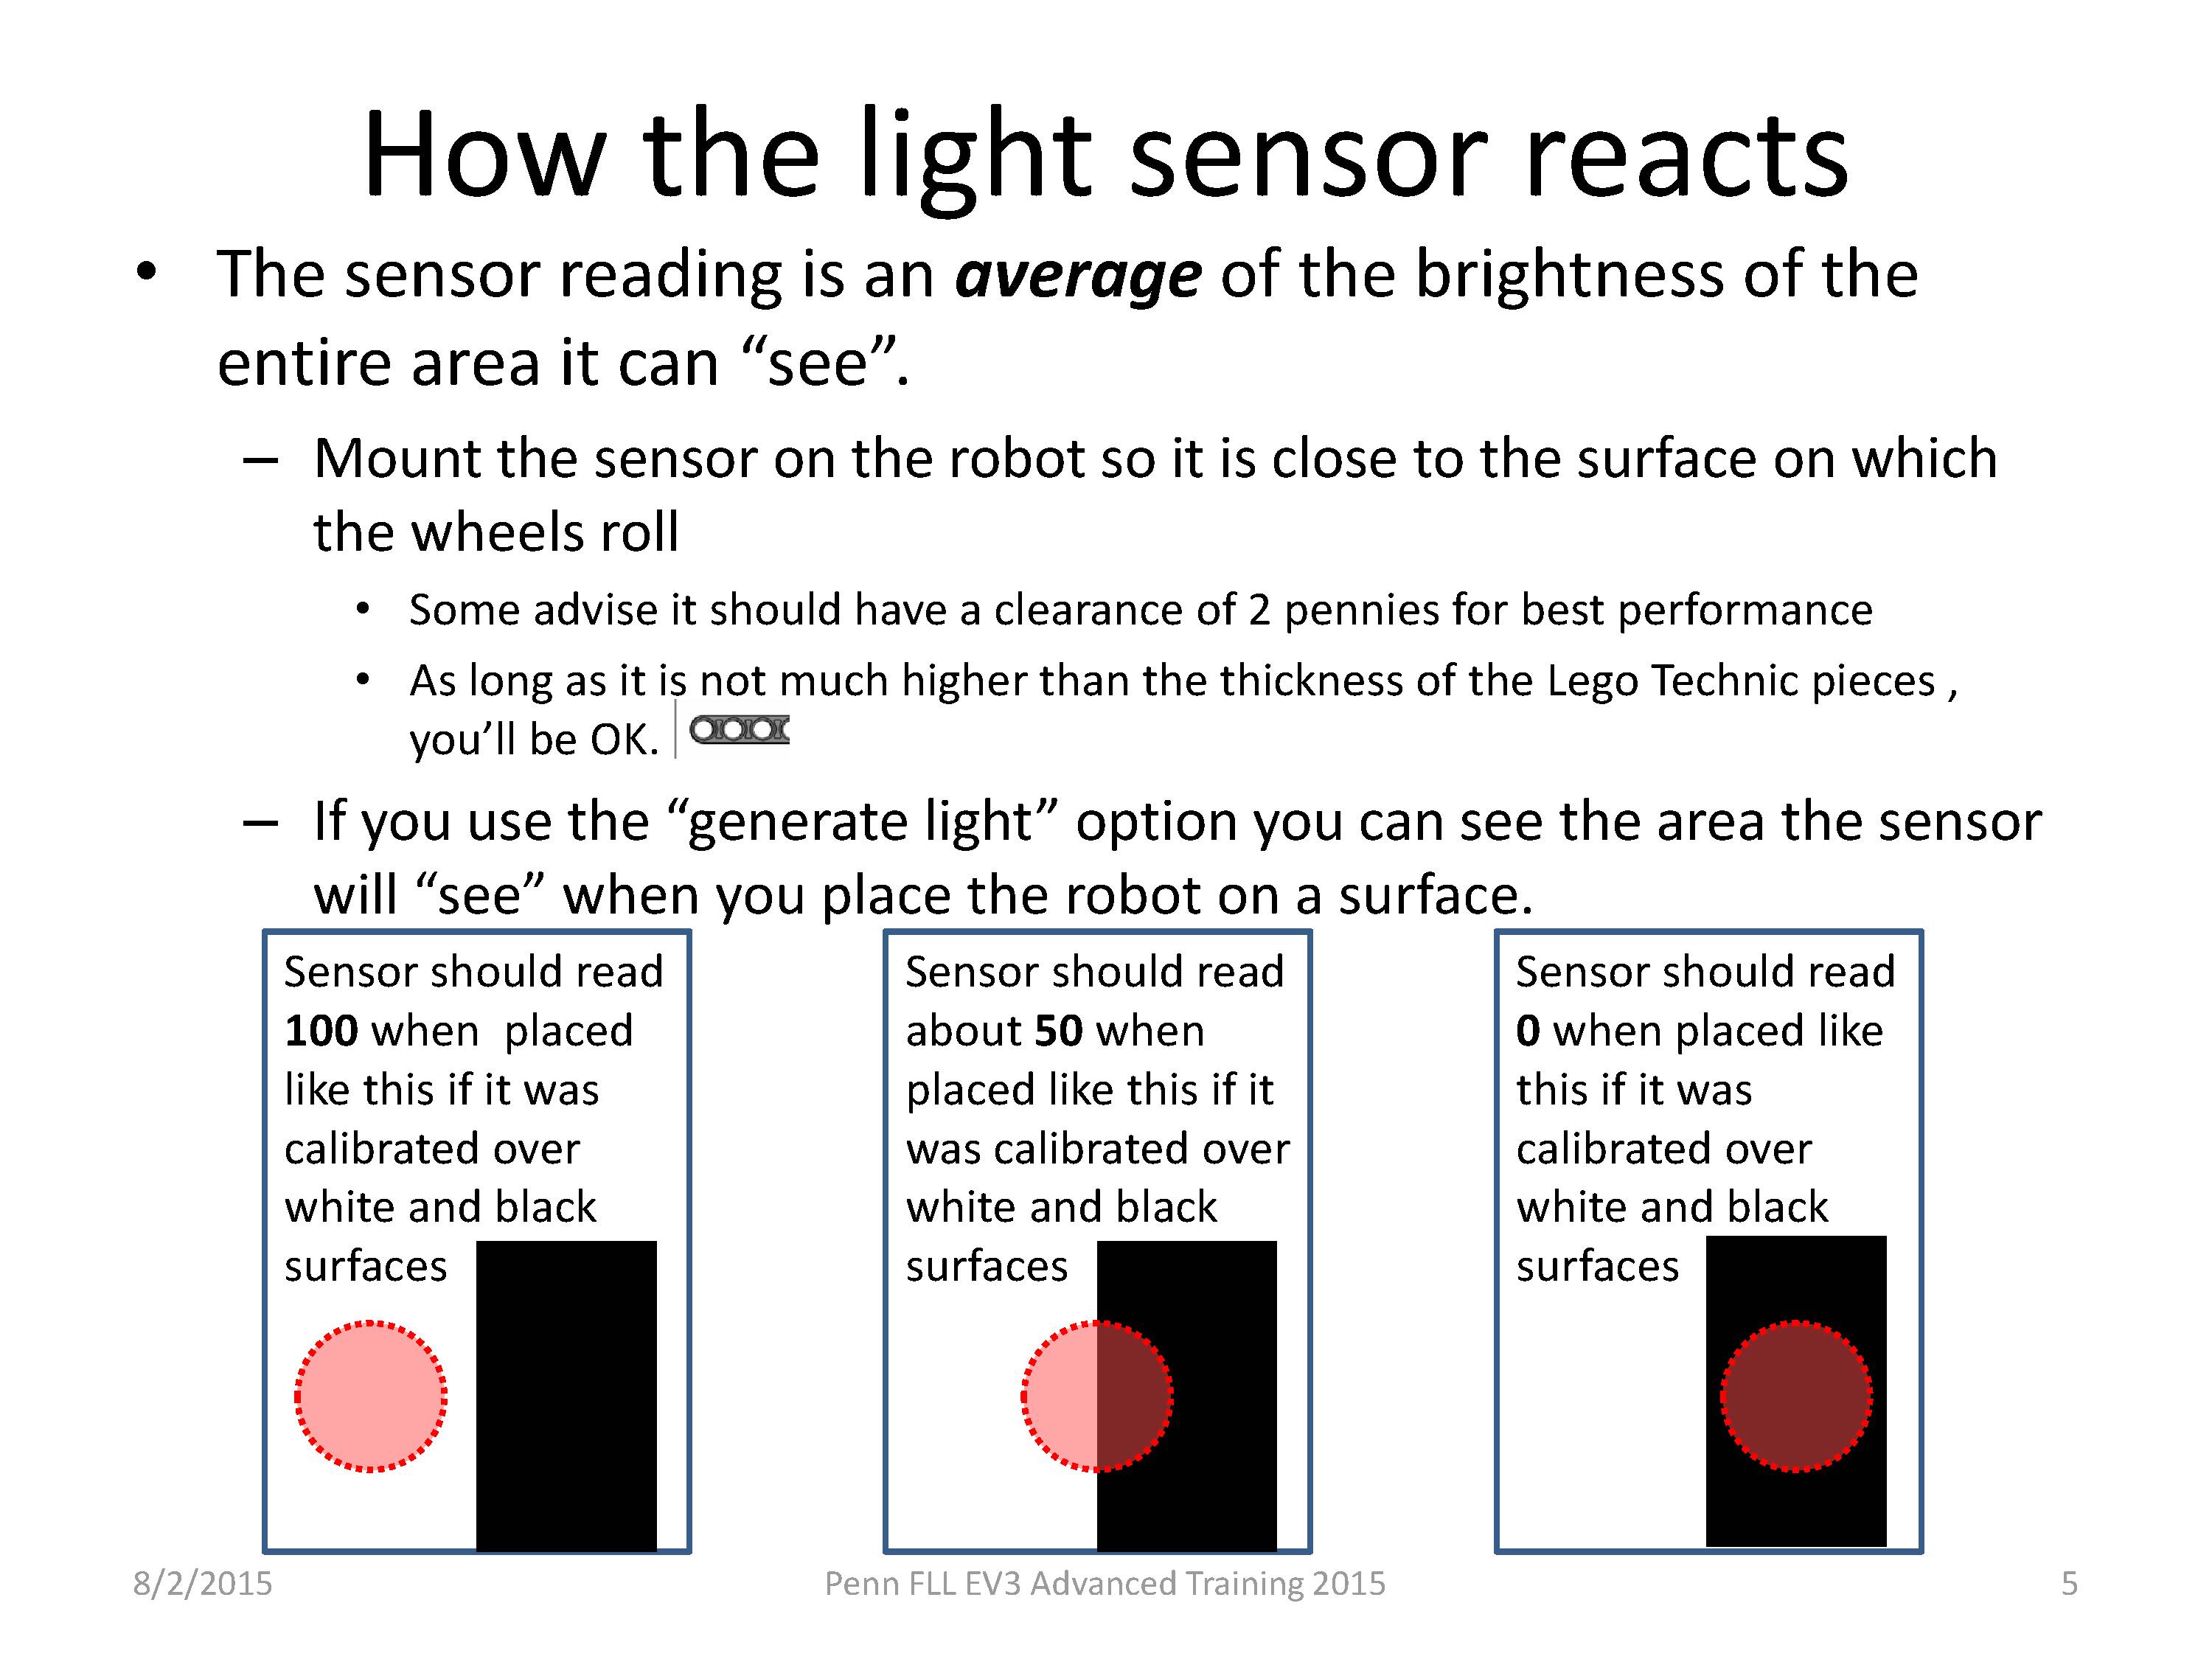 How the light sensor reacts
• The sensor reading is an average of the brightness of the
entire area it can “see”.
– Mount the sensor on the robot so it is close to the surface on which
the wheels roll
• Some advise it should have a clearance of 2 pennies for best performance
• As long as it is not much higher than the thickness of the Lego Technic pieces ,
you’ll be OK.
– If you use the “generate light” option you can see the area the sensor
will “see” when you place the robot on a surface.
Sensor should read
100 when placed
like this if it was
calibrated over
white and black
surfaces
Sensor should read
about 50 when
placed like this if it
was calibrated over
white and black
surfaces
Sensor should read
0 when placed like
this if it was
calibrated over
white and black
surfaces
8/2/2015
Penn FLL EV3 Advanced Training 2015
5